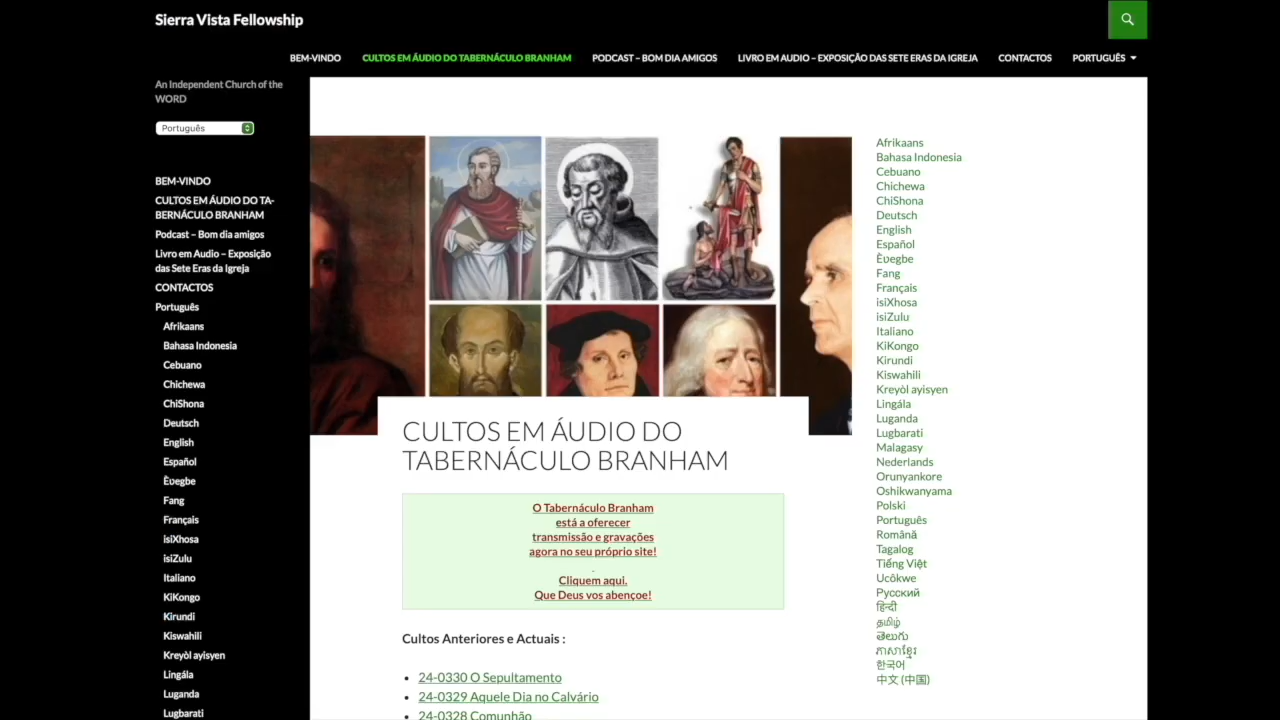 Sierra Vista Fellowship
BEM-VINDO
CULTOS EM ÁUDIO DO TABERNÁCULO BRANHAM
PODCAST – BOM DIA AMIGOS
LIVRO EM AUDIO – EXPOSIÇÃO DAS SETE ERAS DA IGREJA
CONTACTOS
PORTUGUÊS
An Independent Church of the
WORD
Português
BEM-VINDO
CULTOS EM ÁUDIO DO TA-
BERNÁCULO BRANHAM
Podcast – Bom dia amigos
Livro em Audio – Exposição
das Sete Eras da Igreja
CONTACTOS
Português
Afrikaans
Bahasa Indonesia
Cebuano
Chichewa
ChiShona
Deutsch
English
Español
Èʋegbe
Fang
Français
isiXhosa
isiZulu
Italiano
KiKongo
Kirundi
Kiswahili
Kreyòl ayisyen
Lingála
Luganda
Lugbarati
CULTOS EM ÁUDIO DO
TABERNÁCULO BRANHAM
O Tabernáculo Branham
está a oferecer
transmissão e gravações
agora no seu próprio site!
.
Cliquem aqui.
Que Deus vos abençoe!
Cultos Anteriores e Actuais :
24-0330 O Sepultamento
24-0329 Aquele Dia no Calvário
24-0328 Comunhão
Afrikaans
Bahasa Indonesia
Cebuano
Chichewa
ChiShona
Deutsch
English
Español
Èʋegbe
Fang
Français
isiXhosa
isiZulu
Italiano
KiKongo
Kirundi
Kiswahili
Kreyòl ayisyen
Lingála
Luganda
Lugbarati
Malagasy
Nederlands
Orunyankore
Oshikwanyama
Polski
Português
Română
Tagalog
Tiếng Việt
Ucôkwe
Русский
हिन्दी
தமிழ்
తెలుగు
ភាសាខ្មែរ
한국어
中文 (中国)